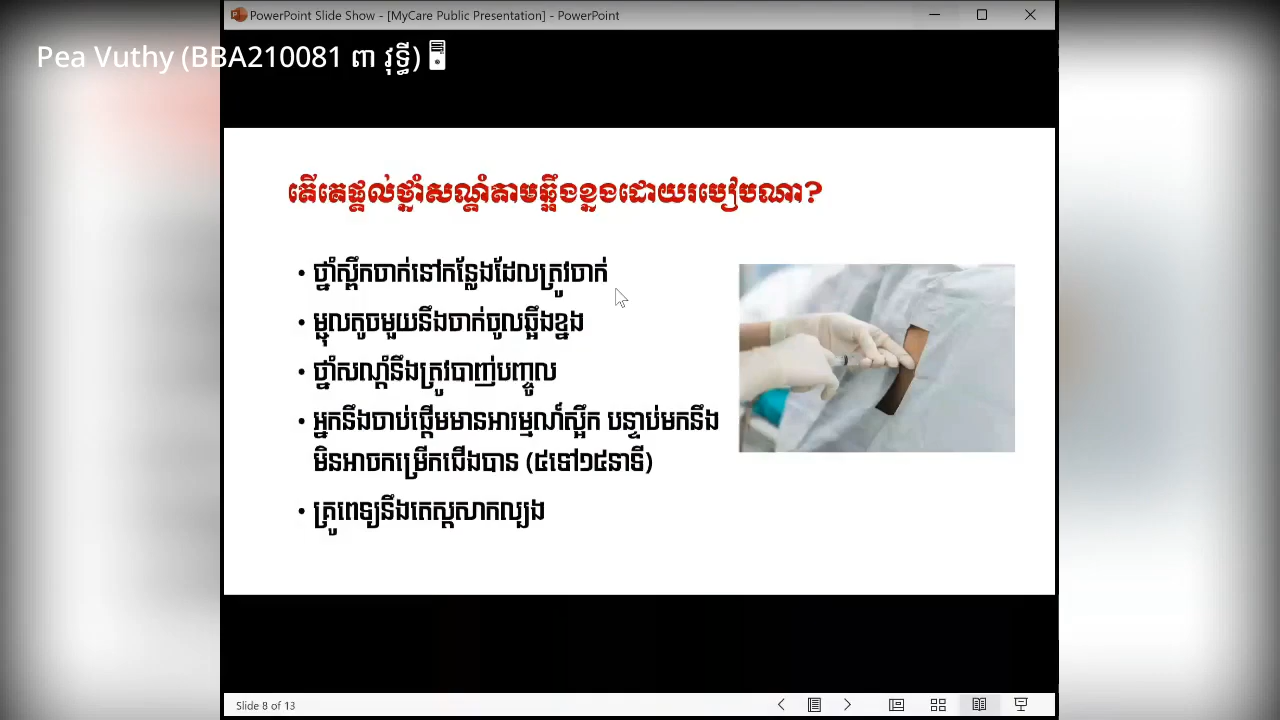 PowerPoint Slide Show - [MyCare Public Presentation] - PowerPoint
Pea Vuthy (BBA210081 ពា វុទ្ធី)
តើគេផ្តល់ថ្នាំសណ្តំតាមឆ្អឹងខ្នងដោយរបៀបណា?
• ថ្នាំស្ពឹកចាក់នៅកន្លែងដែលត្រូវចាក់
• ម្ជុលតូចមួយនឹងចាក់ចូលឆ្អឹងខ្នង
• ថ្នាំសណ្តំនឹងត្រូវបាញ់បញ្ចូល
• អ្នកនឹងចាប់ផ្តើមមានអារម្មណ៍ស្ពឹក បន្ទាប់មកនឹង
មិនអាចកម្រើកជើងបាន (៥ទៅ១៥នាទី)
• គ្រូពេទ្យនឹងតេស្តសាកល្បង
Slide 8 of 13